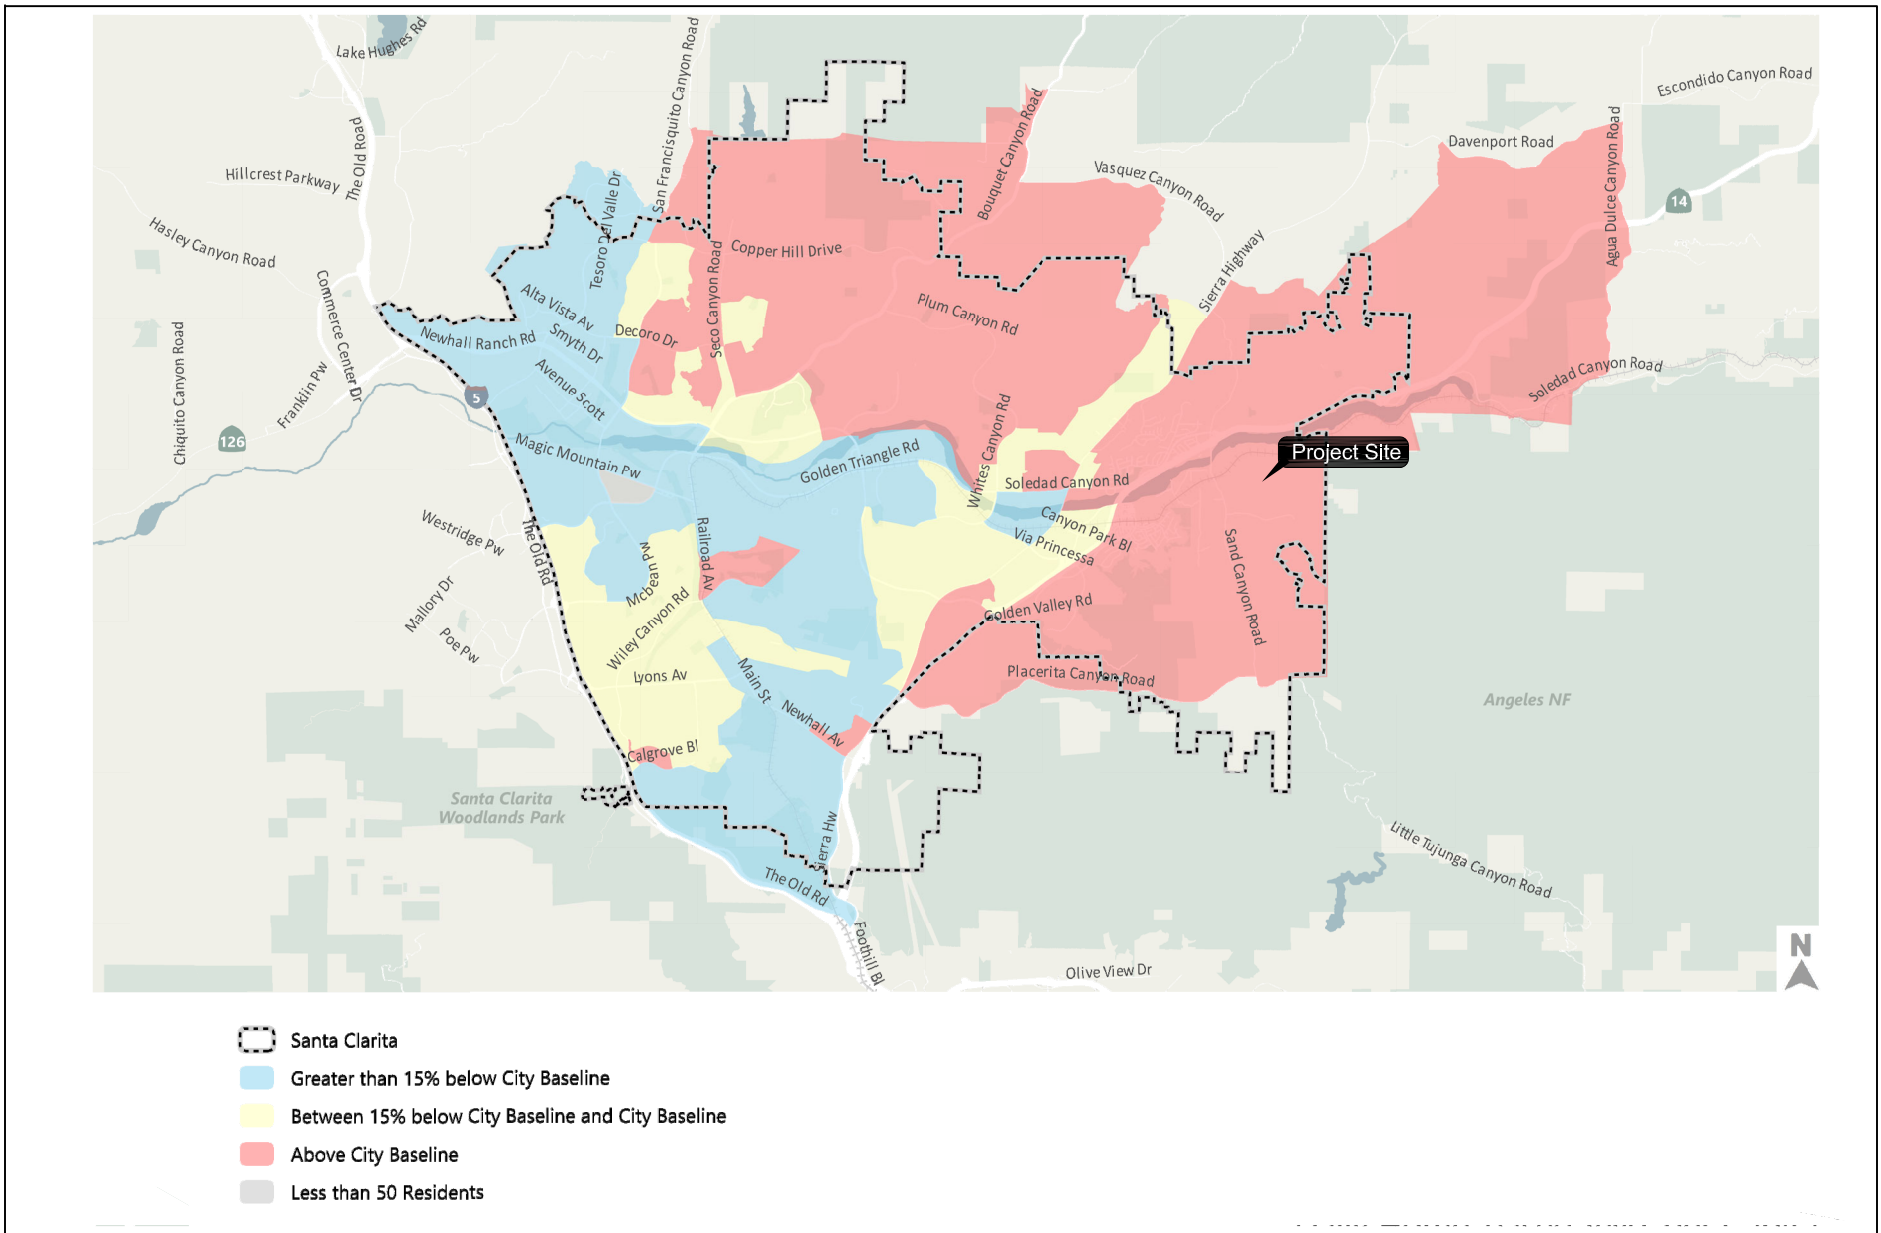 Lake Hughes Rd
San Francisquito Canyon Road
Escondido Canyon Road
The Old Road
Bouquet Canyon Road
Agua Dulce Canyon Road
Davenport Road
Hillcrest Parkway
The Old Road
Vasquez Canyon Road
14
Tesoro Del Valle Dr
Hasley Canyon Road
Copper Hill Drive
Sierra Highway
Commerce Center Dr
Seco Canyon Road
Alta Vista Av
Plum Canyon Rd
Newhall Ranch Rd
Smyth Dr
Decoro Dr
Chiquito Canyon Road
Franklin Pw
Avenue Scott
Soledad Canyon Road
5
126
Magic Mountain Pw
Golden Triangle Rd
Whites Canyon Rd
Project Site
Soledad Canyon Rd
Westridge Pw
The Old Rd
Railroad Av
Canyon Park Bl
Via Princessa
Sand Canyon Road
Mcbean Pw
Mallory Dr
Poe Pw
Wiley Canyon Rd
Golden Valley Rd
Lyons Av
Main St
Placerita Canyon Road
Angeles NF
Newhall Av
Calgrove Bl
Santa Clarita
Woodlands Park
Sierra Hw
Little Tujunga Canyon Road
The Old Rd
Foothill Bl
Olive View Dr
N
Santa Clarita
Greater than 15% below City Baseline
Between 15% below City Baseline and City Baseline
Above City Baseline
Less than 50 Residents